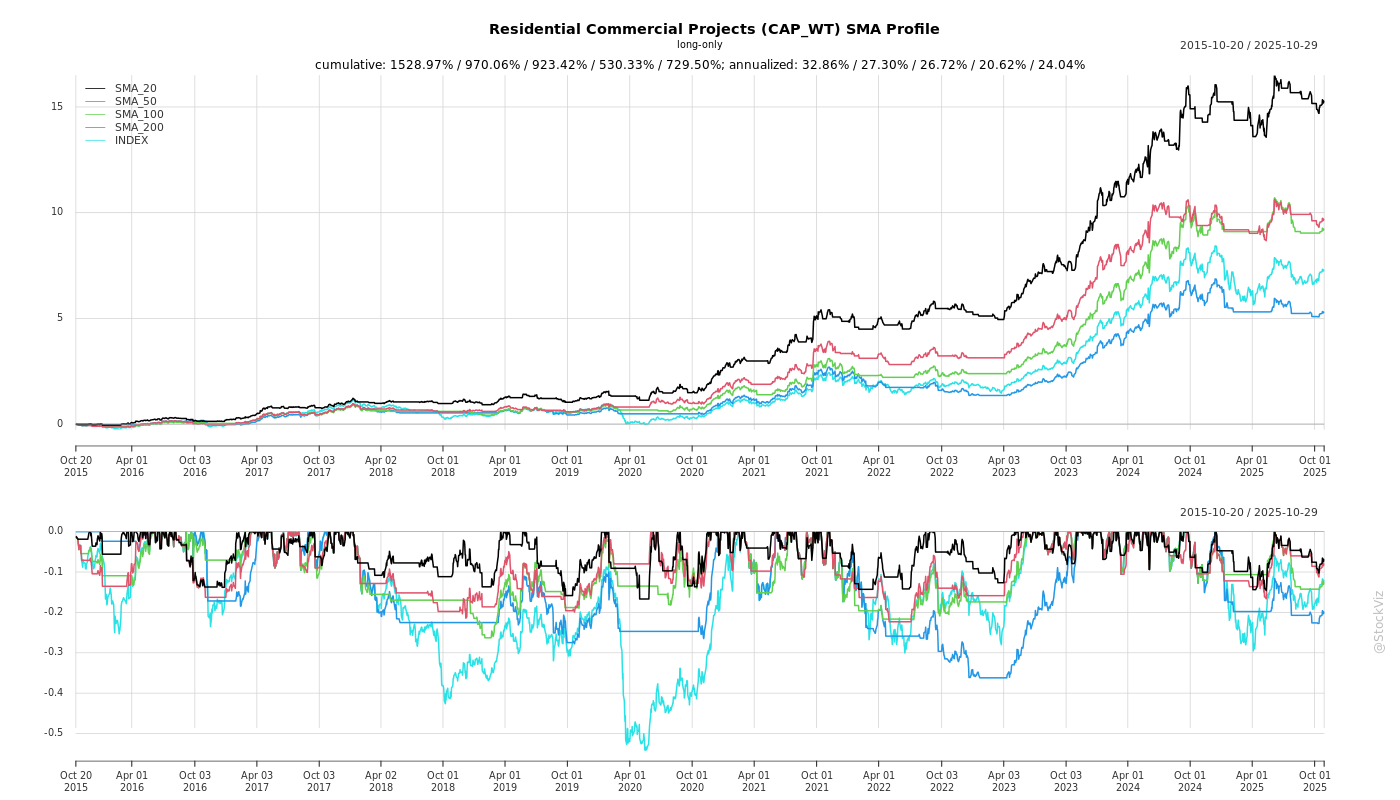 Residential Commercial Projects (CAP_WT) SMA Profile
long-only
2015-10-20 / 2025-10-29
cumulative: 1528.97% / 970.06% / 923.42% / 530.33% / 729.50%; annualized: 32.86% / 27.30% / 26.72% / 20.62% / 24.04%
SMA_20
SMA_50
SMA_100
SMA_200
INDEX
15
10
5
0
Oct 20 Apr 01 Oct 03 Apr 03 Oct 03 Apr 02 Oct 01 Apr 01 Oct 01 Apr 01 Oct 01 Apr 01 Oct 01 Apr 01 Oct 03 Apr 03 Oct 03 Apr 01 Oct 01 Apr 01 Oct 01
2015 2016 2016 2017 2017 2018 2018 2019 2019 2020 2020 2021 2021 2022 2022 2023 2023 2024 2024 2025 2025
2015-10-20 / 2025-10-29
0.0
-0.1
-0.2
-0.3
-0.4
-0.5
Oct 20 Apr 01 Oct 03 Apr 03 Oct 03 Apr 02 Oct 01 Apr 01 Oct 01 Apr 01 Oct 01 Apr 01 Oct 01 Apr 01 Oct 03 Apr 03 Oct 03 Apr 01 Oct 01 Apr 01 Oct 01
2015 2016 2016 2017 2017 2018 2018 2019 2019 2020 2020 2021 2021 2022 2022 2023 2023 2024 2024 2025 2025
@StockViz